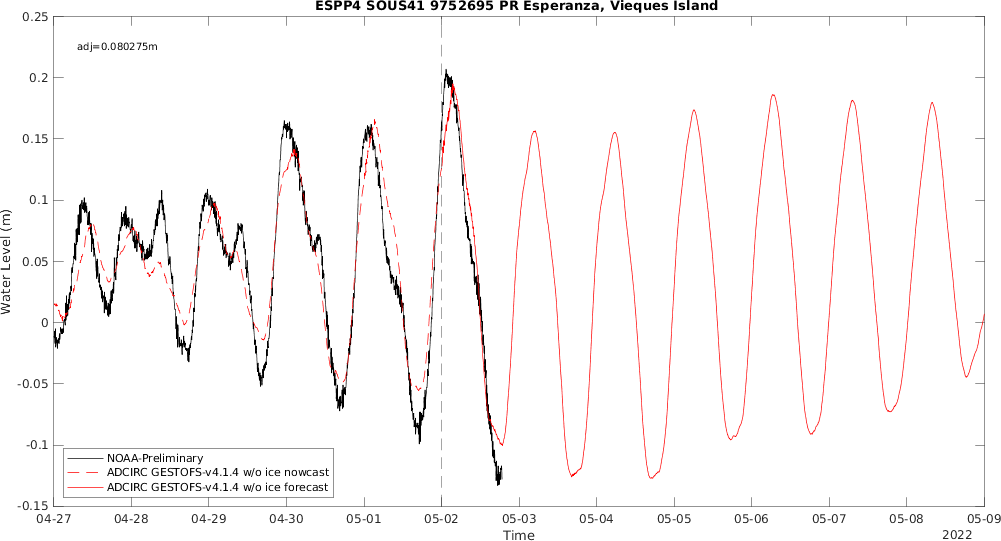 ESPP4 SOUS41 9752695 PR Esperanza, Vieques Island
0.25
adj=0.080275m
0.2
0.15
0.1
0.05
0
-0.05
-0.1
-0.15
Water Level (m)
NOAA-Preliminary
ADCIRC GESTOFS-v4.1.4 w/o ice nowcast
ADCIRC GESTOFS-v4.1.4 w/o ice forecast
04-27 04-28 04-29 04-30 05-01 05-02 05-03 05-04 05-05 05-06 05-07 05-08 05-09
Time
2022